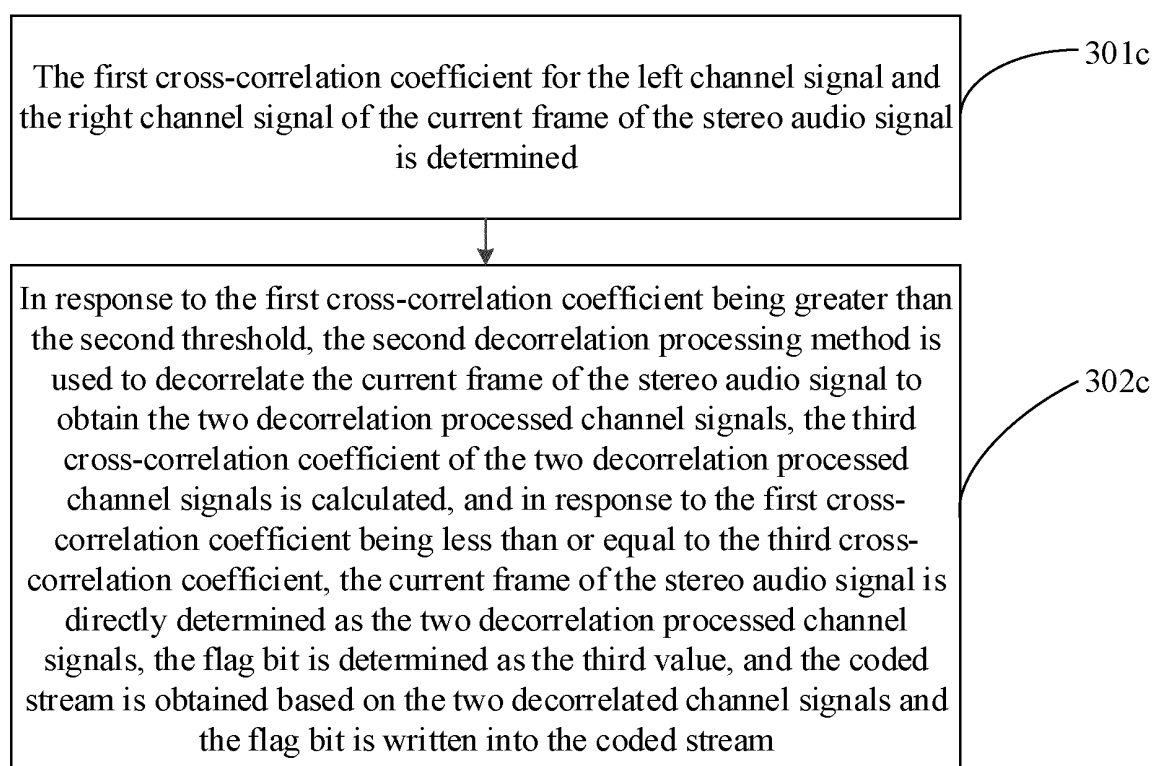 The first cross-correlation coefficient for the left channel signal and
the right channel signal of the current frame of the stereo audio signal
is determined
301c
In response to the first cross-correlation coefficient being greater than
the second threshold, the second decorrelation processing method is
used to decorrelate the current frame of the stereo audio signal to
obtain the two decorrelation processed channel signals, the third
cross-correlation coefficient of the two decorrelation processed
channel signals is calculated, and in response to the first cross-
correlation coefficient being less than or equal to the third cross-
correlation coefficient, the current frame of the stereo audio signal is
directly determined as the two decorrelation processed channel
signals, the flag bit is determined as the third value, and the coded
stream is obtained based on the two decorrelated channel signals and
the flag bit is written into the coded stream
302c